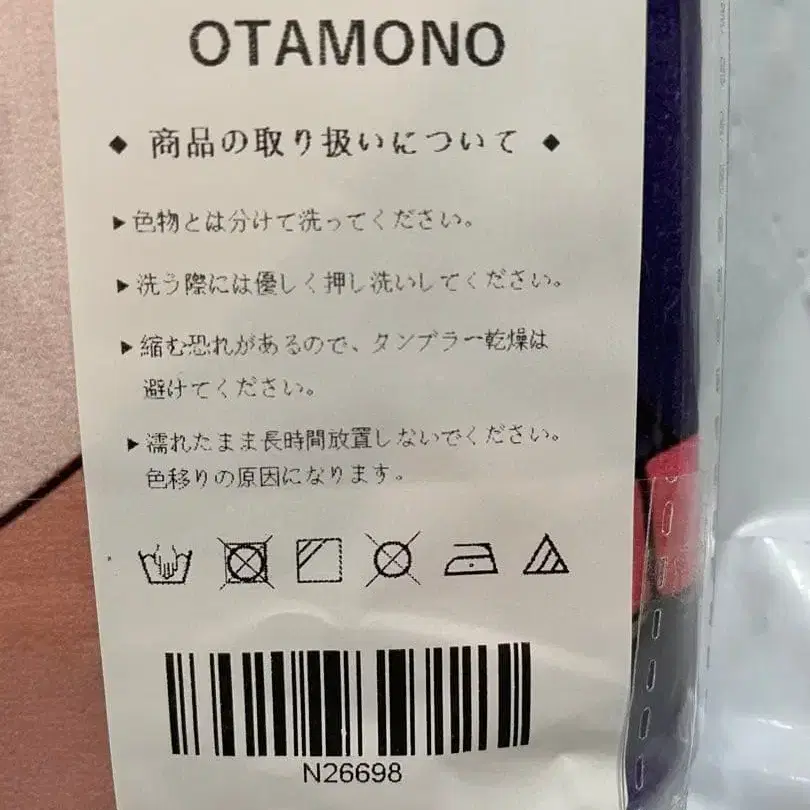 OTAMONO
◆ 商品の取り扱いについて ◆
▶色物とは分けて洗ってください。
▶洗う際には優しく押し洗いしてください。
▶縮む恐れがあるので、タンブラー乾燥は
避けてください。
▶濡れたまま長時間放置しないでください。
色移りの原因になります。
N26698